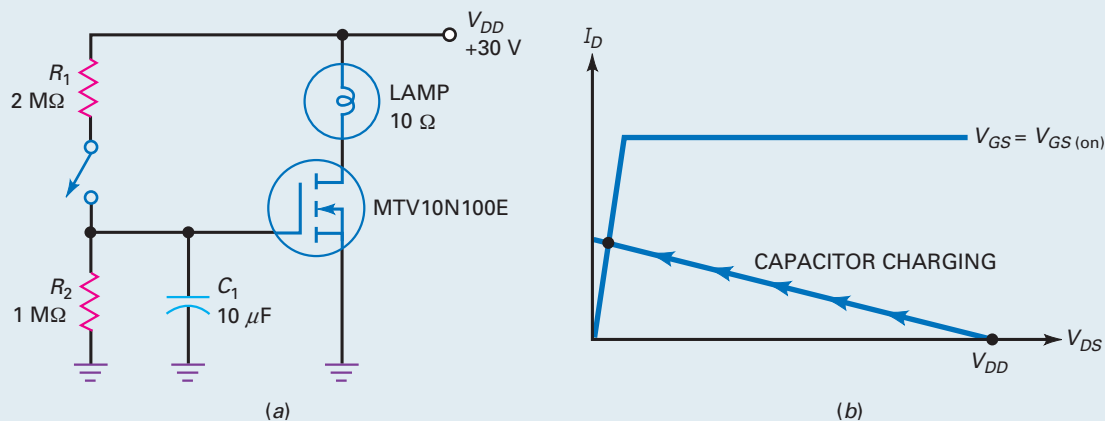 V_DD
+30 V
R_1
2 MΩ
LAMP
10 Ω
MTV10N100E
R_2
1 MΩ
C_1
10 μF
(a)
I_D
V_GS = V_GS (on)
CAPACITOR CHARGING
V_DD
V_DS
(b)